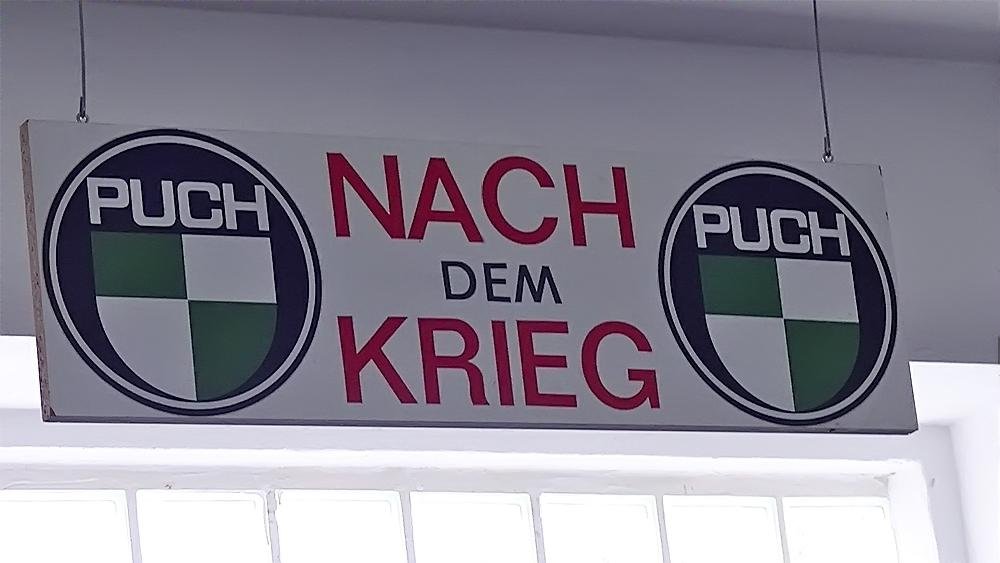 PUCH
NACH
DEM
KRIEG
PUCH